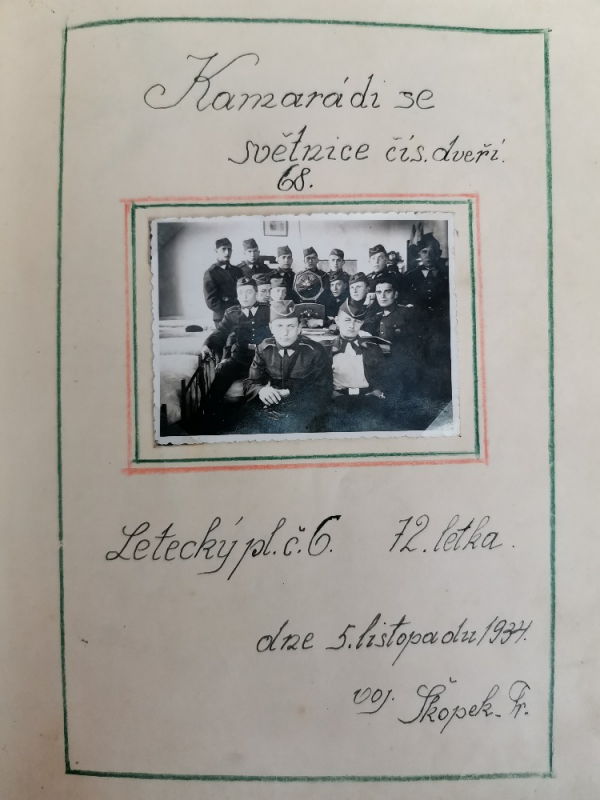 Kamarádi se
světnice čís. dveří.
68.
Letecký pl. č. 6. 72. letka.
dne 5. listopadu 1934.
voj. Škopek Fr.